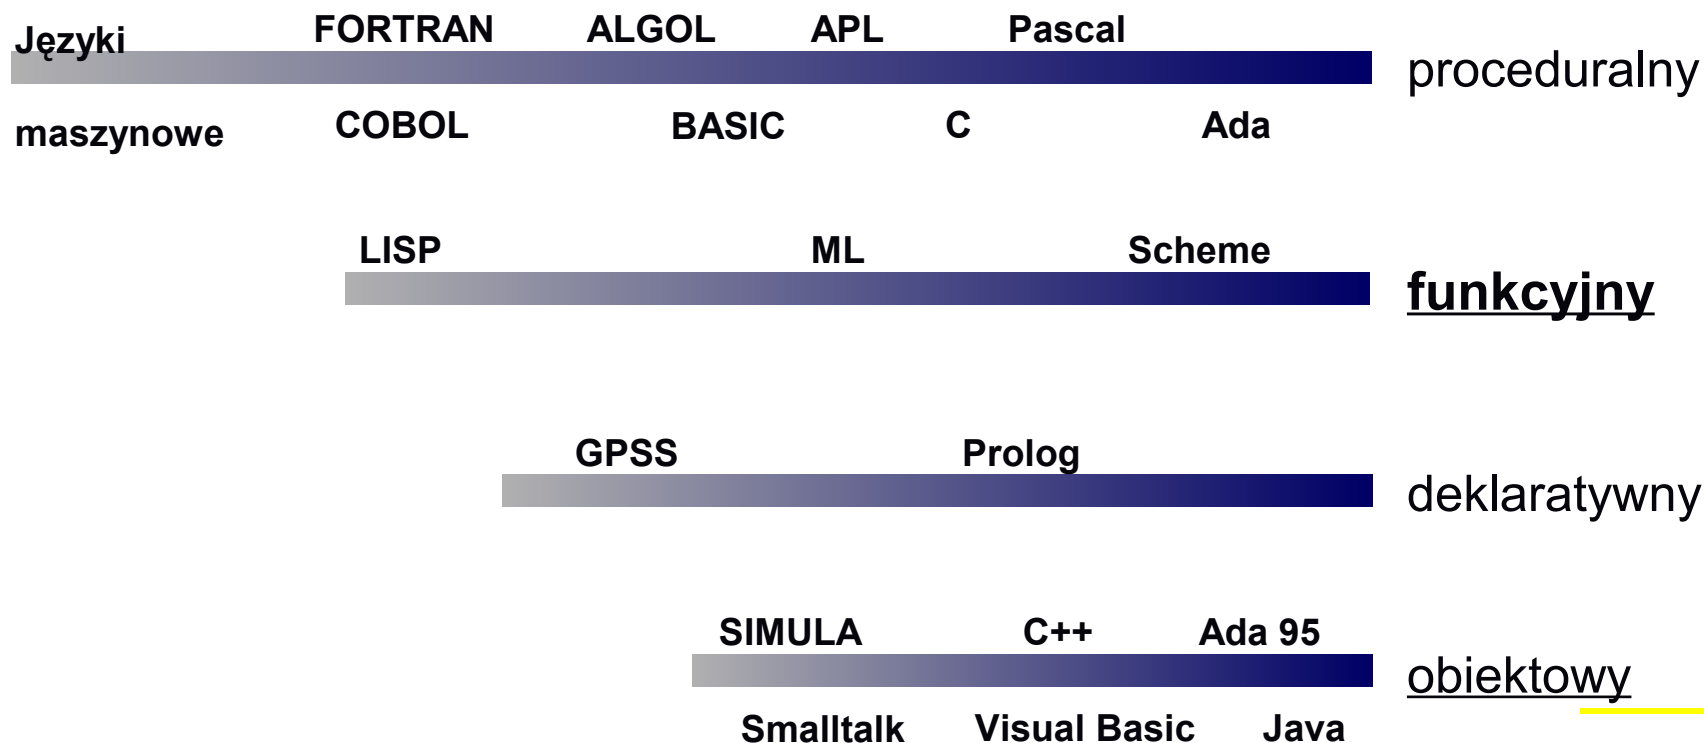 Języki FORTRAN ALGOL APL Pascal
proceduralny
maszynowe COBOL BASIC C Ada
LISP ML Scheme
funkcyjny
GPSS Prolog
deklaratywny
SIMULA C++ Ada 95
obiektowy
Smalltalk Visual Basic Java